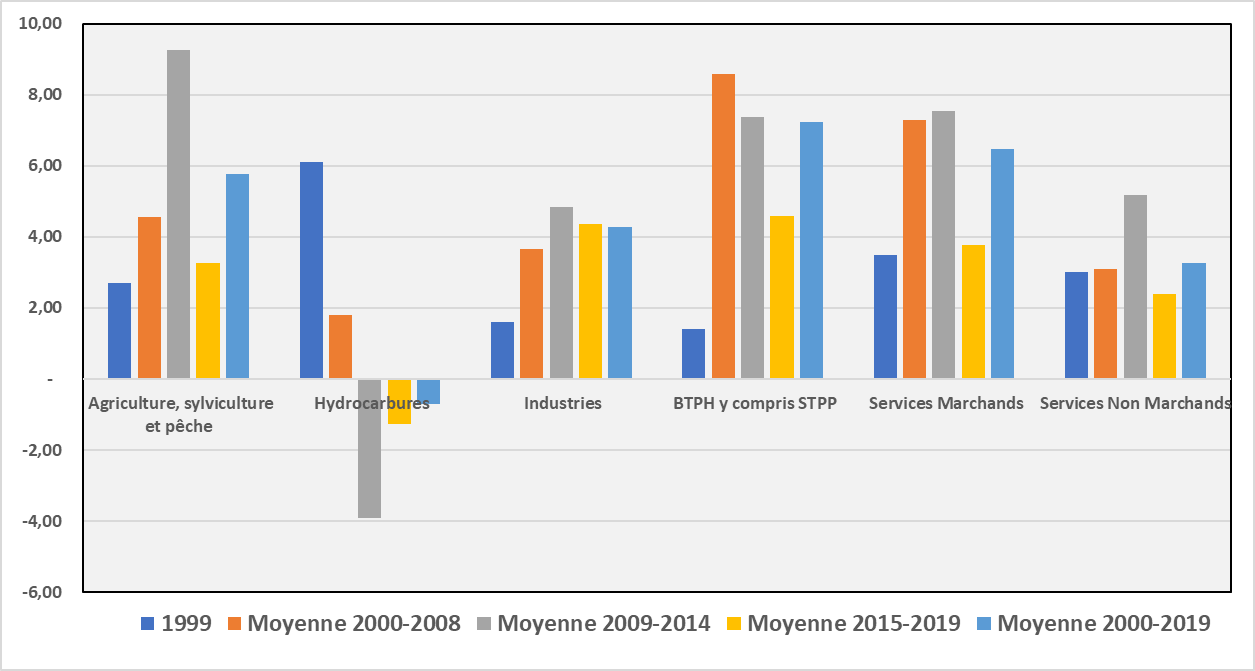 10,00
8,00
6,00
4,00
2,00
-
-2,00
-4,00
-6,00
Agriculture, sylviculture
et pêche
Hydrocarbures
Industries
BTPH y compris STPP
Services Marchands
Services Non Marchands
1999
Moyenne 2000-2008
Moyenne 2009-2014
Moyenne 2015-2019
Moyenne 2000-2019